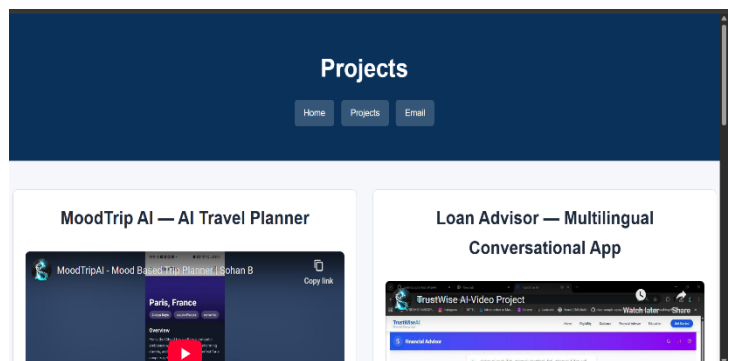 Projects
Home Projects Email
MoodTrip AI — AI Travel Planner
MoodTripAI - Mood Based Trip Planner | Sohan B
Copy link
Paris, France
Overview
Loan Advisor — Multilingual
Conversational App
TrustWise AI-Video Project
Watch later Share
TrustWiseAI
Financial Advisor